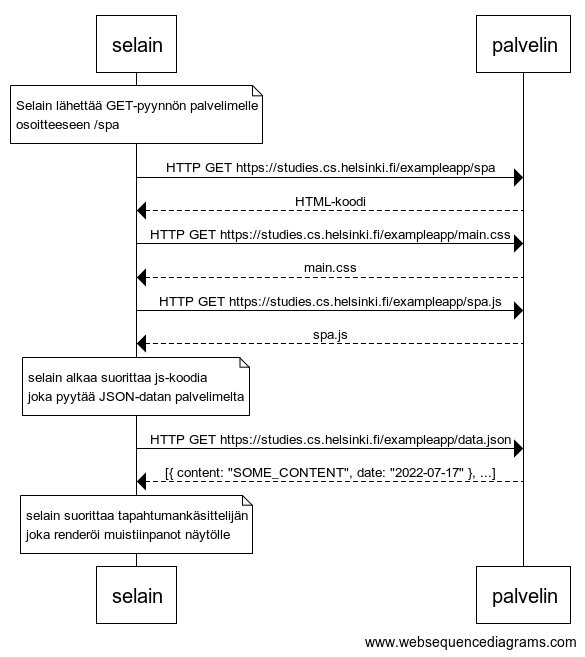 selain
palvelin
Selain lähettää GET-pyynnön palvelimelle
osoitteeseen /spa
HTTP GET https://studies.cs.helsinki.fi/exampleapp/spa
HTML-koodi
HTTP GET https://studies.cs.helsinki.fi/exampleapp/main.css
main.css
HTTP GET https://studies.cs.helsinki.fi/exampleapp/spa.js
spa.js
selain alkaa suorittaa js-koodia
joka pyytää JSON-datan palvelimelta
HTTP GET https://studies.cs.helsinki.fi/exampleapp/data.json
[{ content: "SOME_CONTENT", date: "2022-07-17" }, ...]
selain suorittaa tapahtumankäsittelijän
joka renderöi muistiinpanot näytölle
selain
palvelin
www.websequencediagrams.com